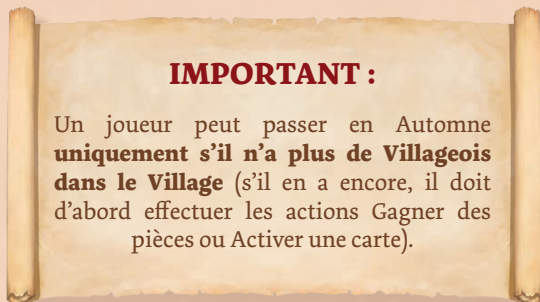 IMPORTANT :
Un joueur peut passer en Automne
uniquement s’il n’a plus de Villageois
dans le Village (s’il en a encore, il doit
d’abord effectuer les actions Gagner des
pièces ou Activer une carte).